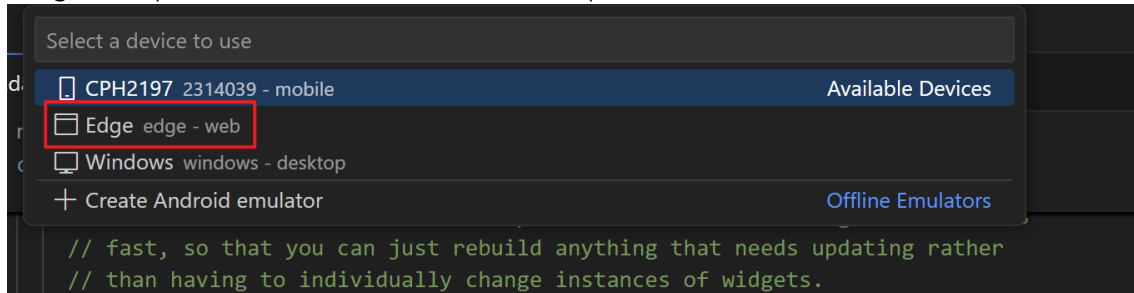 Select a device to use
CPH2197 2314039 - mobile Available Devices
Edge edge - web
Windows windows - desktop
Create Android emulator Offline Emulators
// fast, so that you can just rebuild anything that needs updating rather
// than having to individually change instances of widgets.